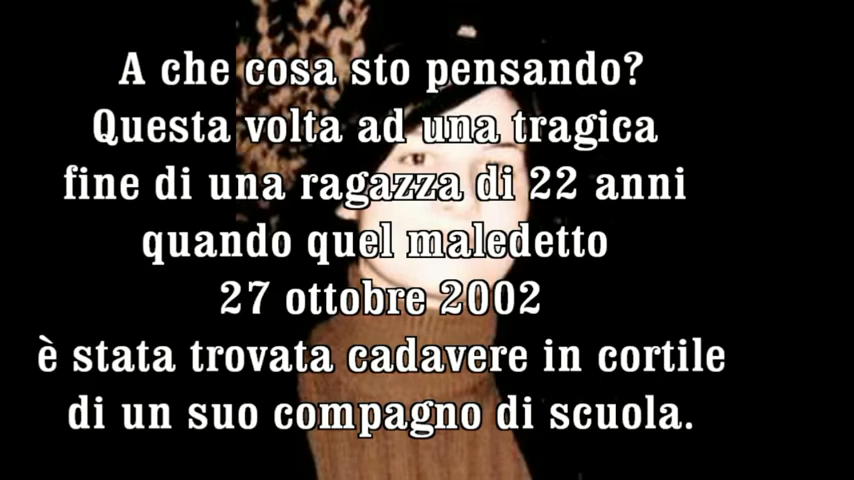 A che cosa sto pensando?
Questa volta ad una tragica
fine di una ragazza di 22 anni
quando quel maledetto
27 ottobre 2002
è stata trovata cadavere in cortile
di un suo compagno di scuola.